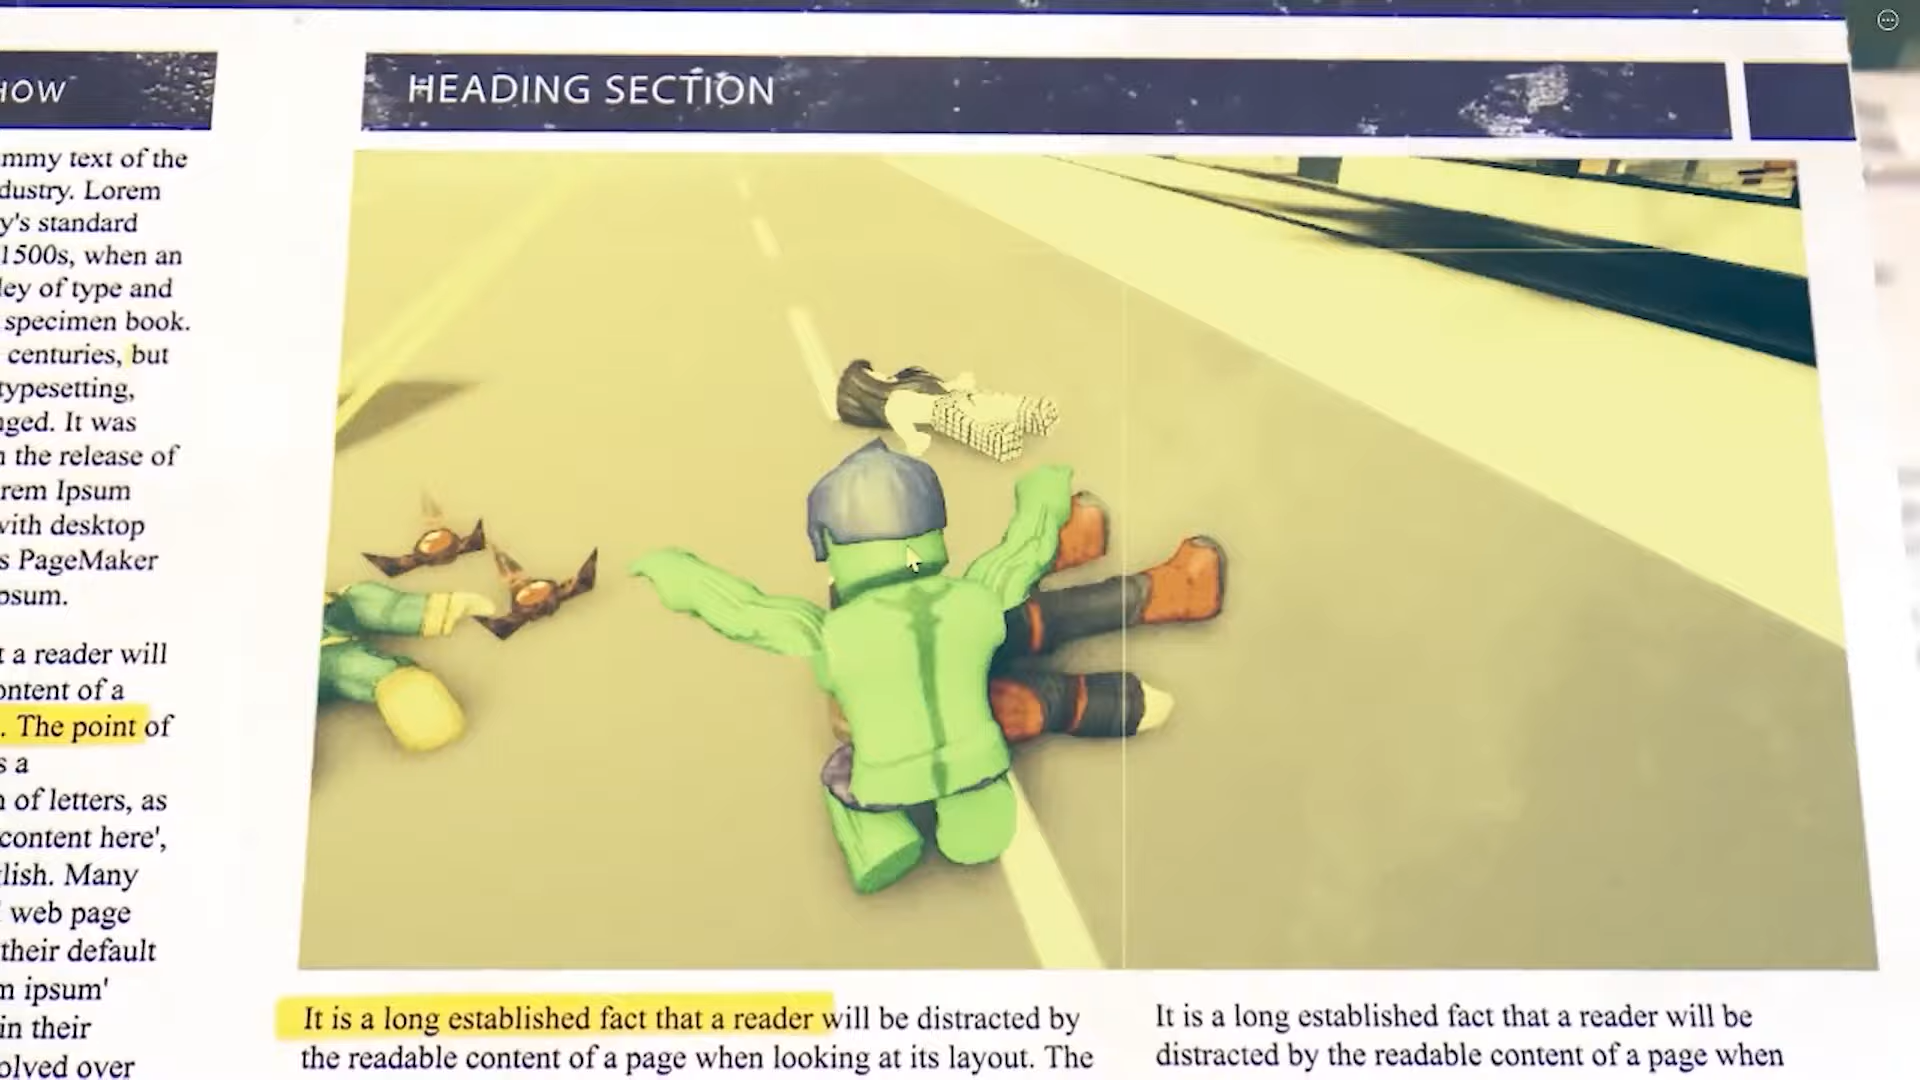 HOW
HEADING SECTION
mmy text of the
dustry. Lorem
y's standard
1500s, when an
ley of type and
specimen book.
centuries, but
typesetting,
nged. It was
n the release of
rem Ipsum
with desktop
s PageMaker
psum.
t a reader will
ontent of a
. The point of
s a
n of letters, as
content here',
lish. Many
web page
their default
m ipsum'
in their
olved over
It is a long established fact that a reader will be distracted by
the readable content of a page when looking at its layout. The
It is a long established fact that a reader will be
distracted by the readable content of a page when